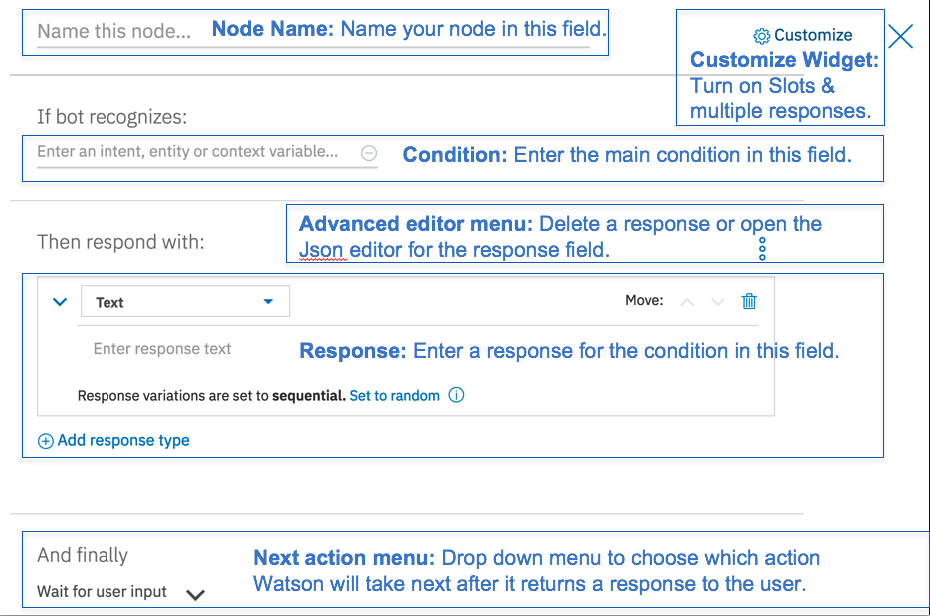 Name this node... Node Name: Name your node in this field.
Customize
Customize Widget:
Turn on Slots &
multiple responses.
If bot recognizes:
Enter an intent, entity or context variable... Condition: Enter the main condition in this field.
Advanced editor menu: Delete a response or open the
Json editor for the response field.
Then respond with:
Text Move:
Enter response text Response: Enter a response for the condition in this field.
Response variations are set to sequential. Set to random
Add response type
And finally
Wait for user input
Next action menu: Drop down menu to choose which action
Watson will take next after it returns a response to the user.